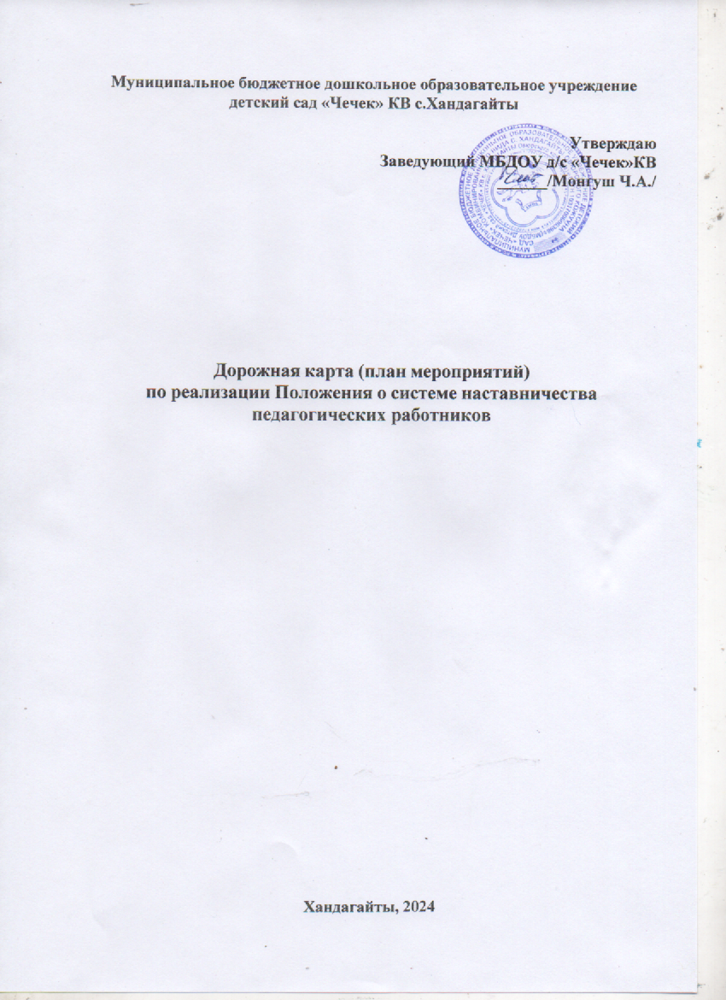 Муниципальное бюджетное дошкольное образовательное учреждение
детский сад «Чечек» КВ с.Хандагайты
Утверждаю
Заведующий МБДОУ д/с «Чечек»КВ
/Монгуш Ч.А./
Дорожная карта (план мероприятий)
по реализации Положения о системе наставничества
педагогических работников
Хандагайты, 2024